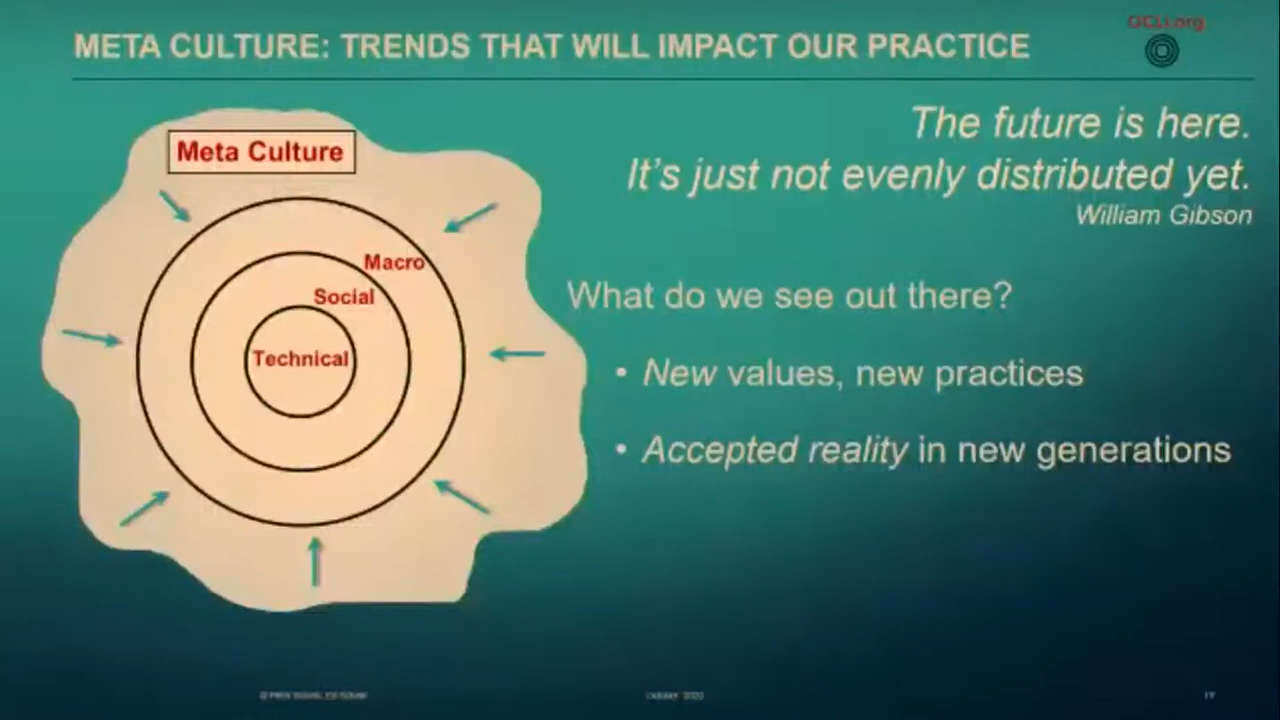 META CULTURE: TRENDS THAT WILL IMPACT OUR PRACTICE
OCLI.org
Meta Culture
Macro
Social
Technical
The future is here.
It's just not evenly distributed yet.
William Gibson
What do we see out there?
• New values, new practices
• Accepted reality in new generations